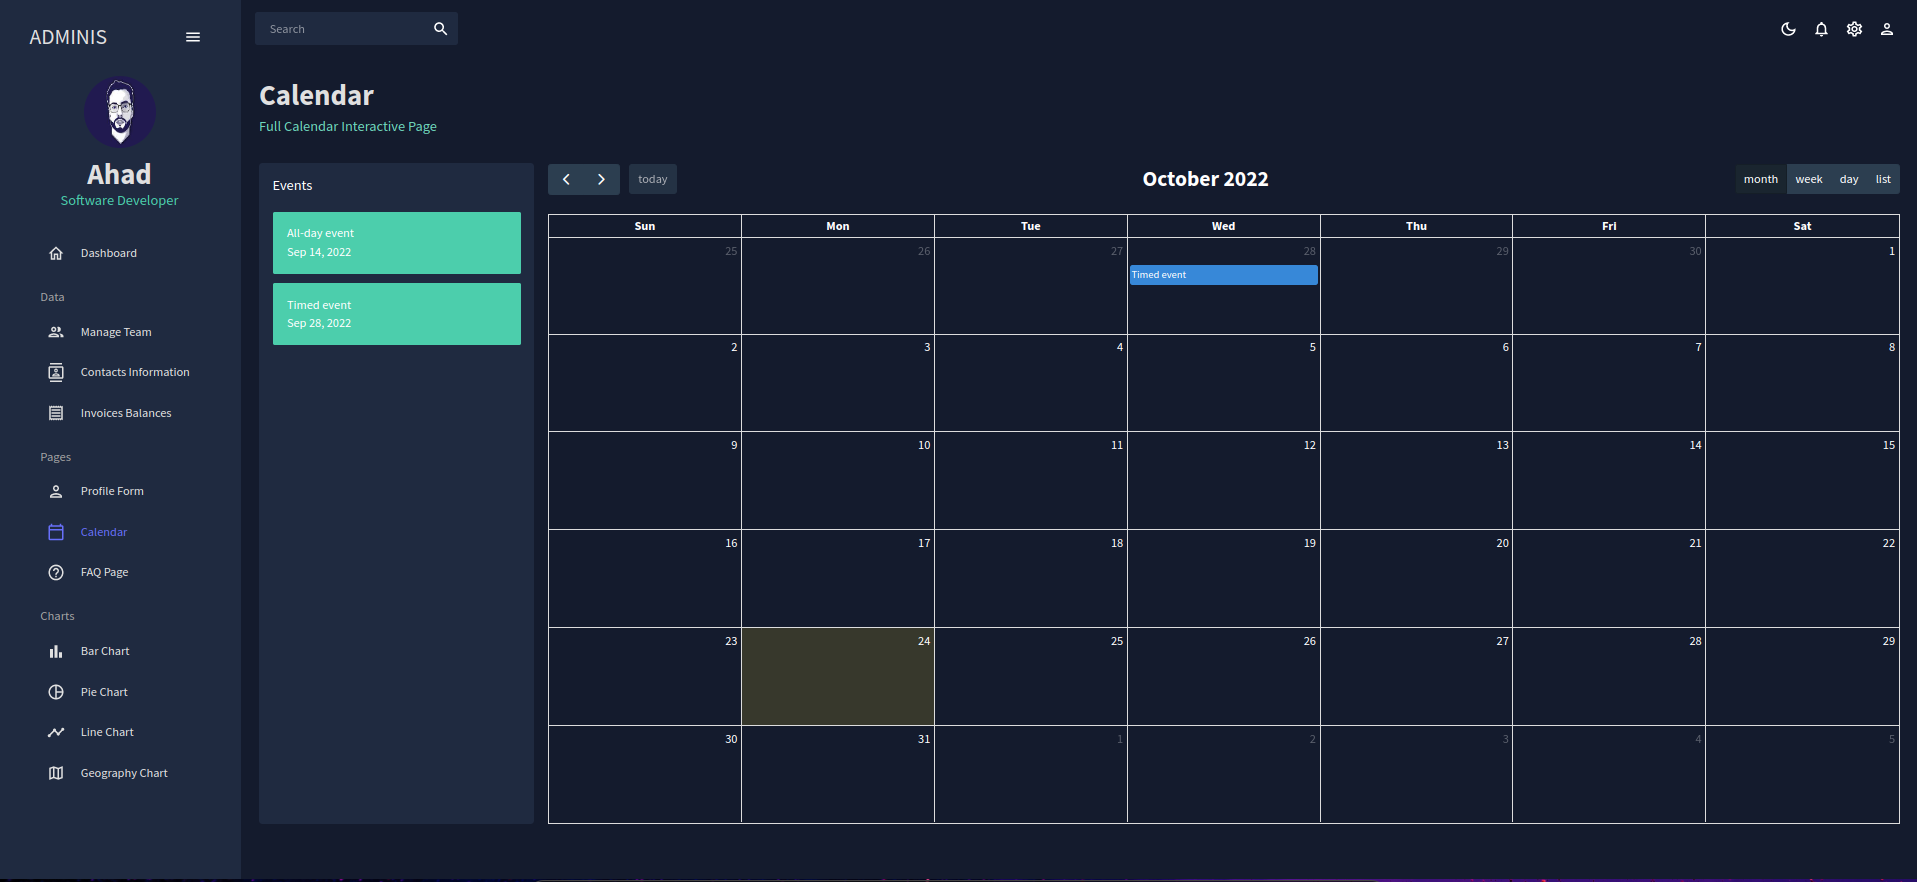 ADMINIS
Ahad
Software Developer
Dashboard
Data
Manage Team
Contacts Information
Invoices Balances
Pages
Profile Form
Calendar
FAQ Page
Charts
Bar Chart
Pie Chart
Line Chart
Geography Chart
Search
Calendar
Full Calendar Interactive Page
Events
All-day event
Sep 14, 2022
Timed event
Sep 28, 2022
today
October 2022
month week day list
Sun Mon Tue Wed Thu Fri Sat
25 26 27 28 29 30 1
Timed event
2 3 4 5 6 7 8
9 10 11 12 13 14 15
16 17 18 19 20 21 22
23 24 25 26 27 28 29
30 31 1 2 3 4 5